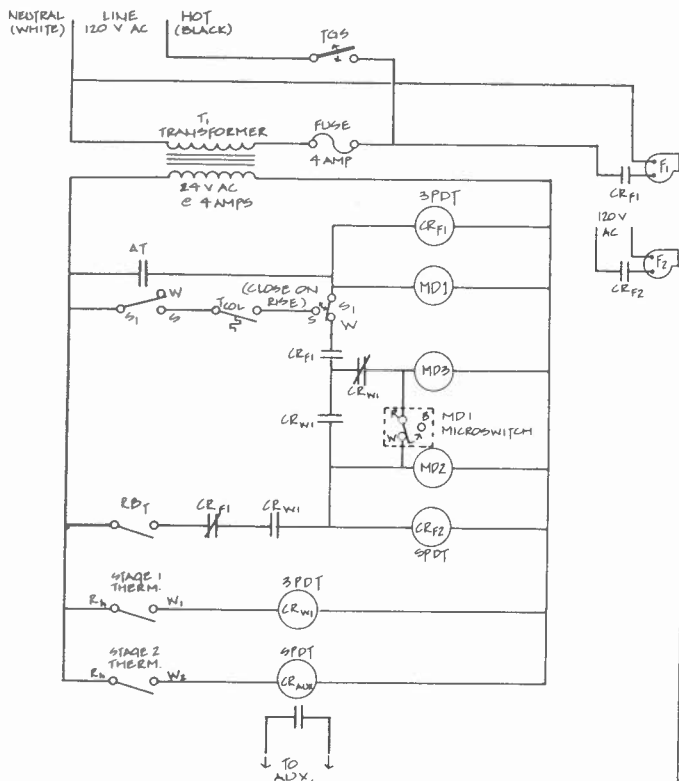 NEUTRAL
(WHITE)
LINE
120 V AC
HOT
(BLACK)
TGS
T1
TRANSFORMER
FUSE
4 AMP
24 V AC
@ 4 AMPS
F1
CRF1
120V
AC
F2
CRF2
3PDT
CRF1
ΔT
MD1
W
S1
S
TCOL
(CLOSE ON
RISE)
S
S1
W
CRF1
CRW1
MD3
CRW1
R
B
W
MD1
MICROSWITCH
MD2
RBT
CRF1
CRW1
CRF2
SPDT
STAGE 1
THERM.
Rh
W1
3PDT
CRW1
STAGE 2
THERM.
Rh
W2
SPDT
CRAUX
TO
AUX.